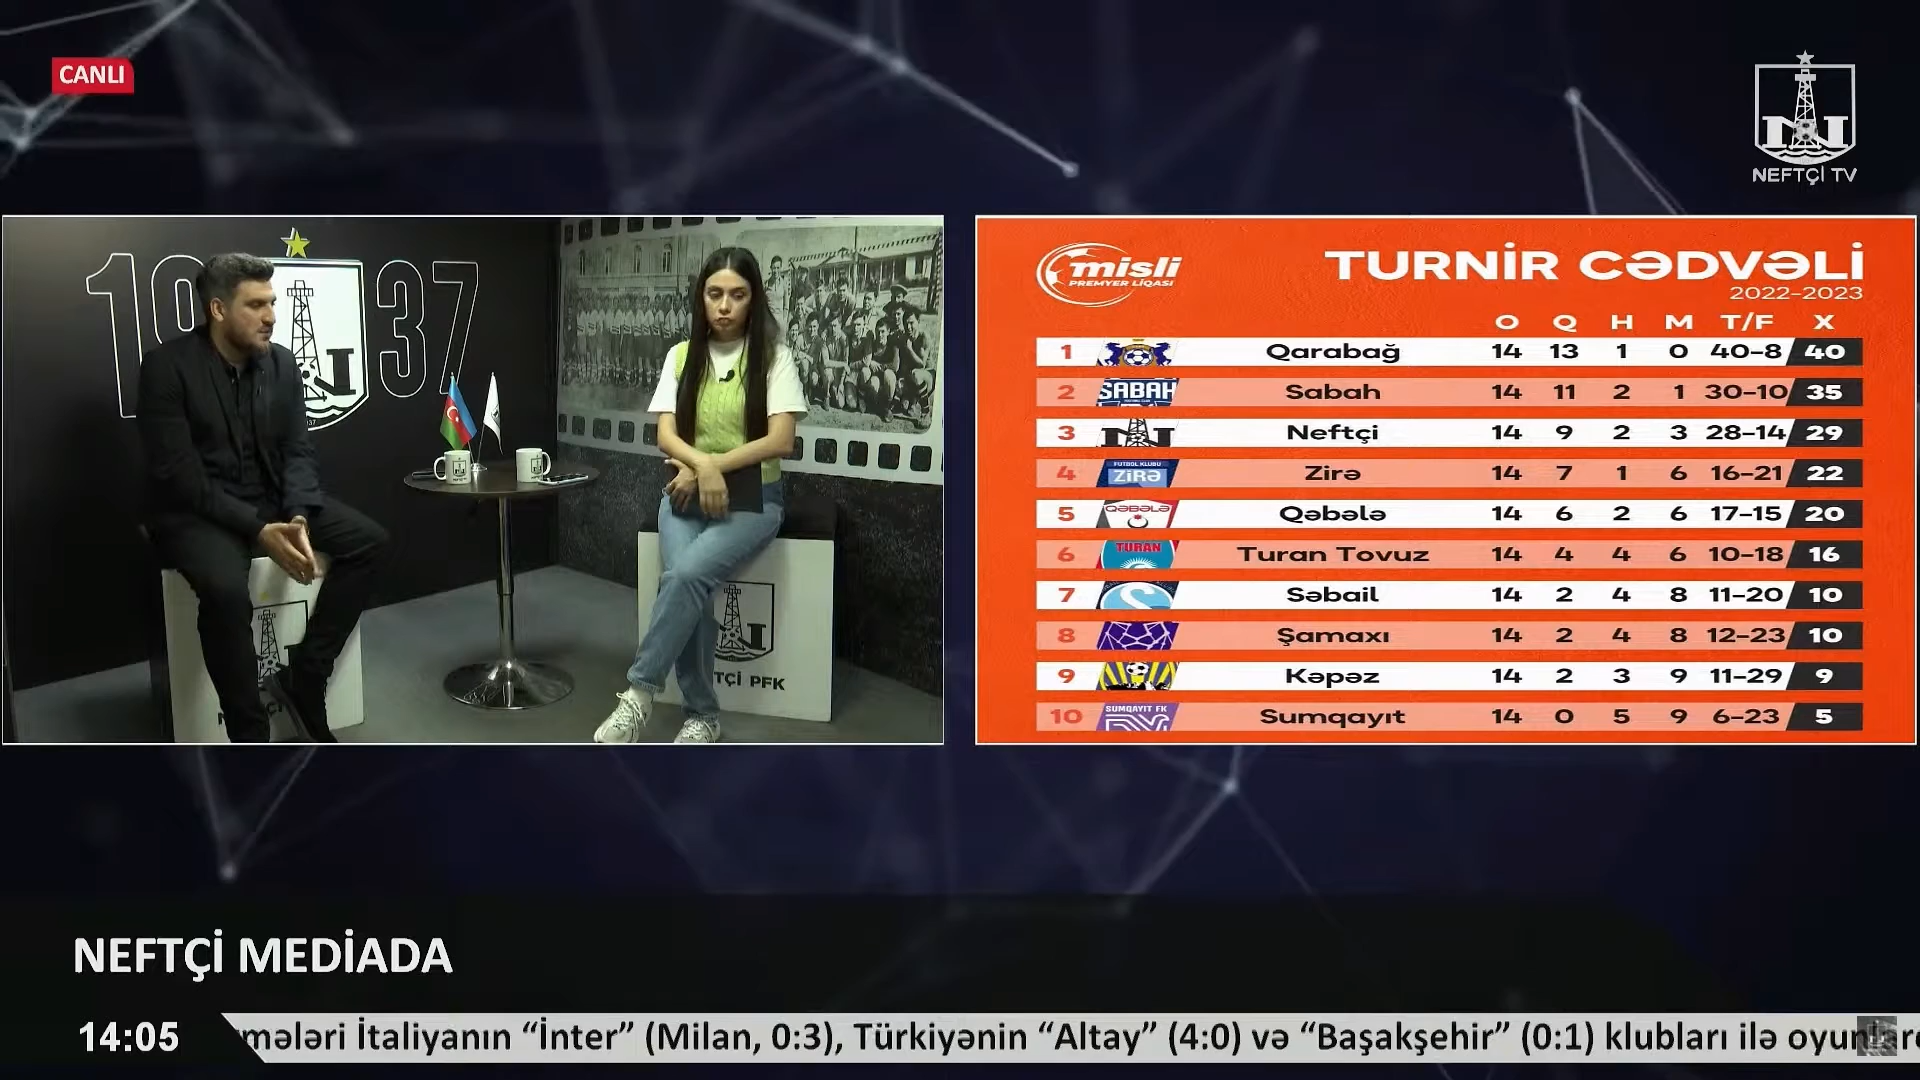 CANLI
NEFTÇİ TV
1937
NEFTÇİ PFK
misli
PREMYER LİQASI
TURNİR CƏDVƏLİ
2022-2023
O Q H M T/F X
1 Qarabağ 14 13 1 0 40-8 40
2 SABAH Sabah 14 11 2 1 30-10 35
3 Neftçi 14 9 2 3 28-14 29
4 FUTBOL KLUBU ZİRƏ Zirə 14 7 1 6 16-21 22
5 QƏBƏLƏ Qəbələ 14 6 2 6 17-15 20
6 TURAN Turan Tovuz 14 4 4 6 10-18 16
7 Səbail 14 2 4 8 11-20 10
8 Şamaxı 14 2 4 8 12-23 10
9 Kəpəz 14 2 3 9 11-29 9
10 SUMQAYIT FK Sumqayıt 14 0 5 9 6-23 5
NEFTÇİ MEDİADA
14:05
mələri İtaliyanın “İnter” (Milan, 0:3), Türkiyənin “Altay” (4:0) və “Başakşehir” (0:1) klubları ilə